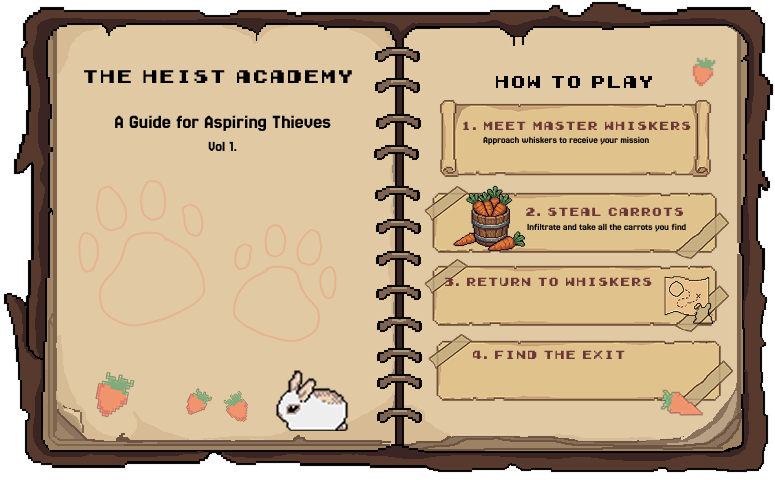 THE HEIST ACADEMY
A Guide for Aspiring Thieves
Vol 1.
HOW TO PLAY
1. MEET MASTER WHISKERS
Approach whiskers to receive your mission
2. STEAL CARROTS
Infiltrate and take all the carrots you find
3. RETURN TO WHISKERS
4. FIND THE EXIT